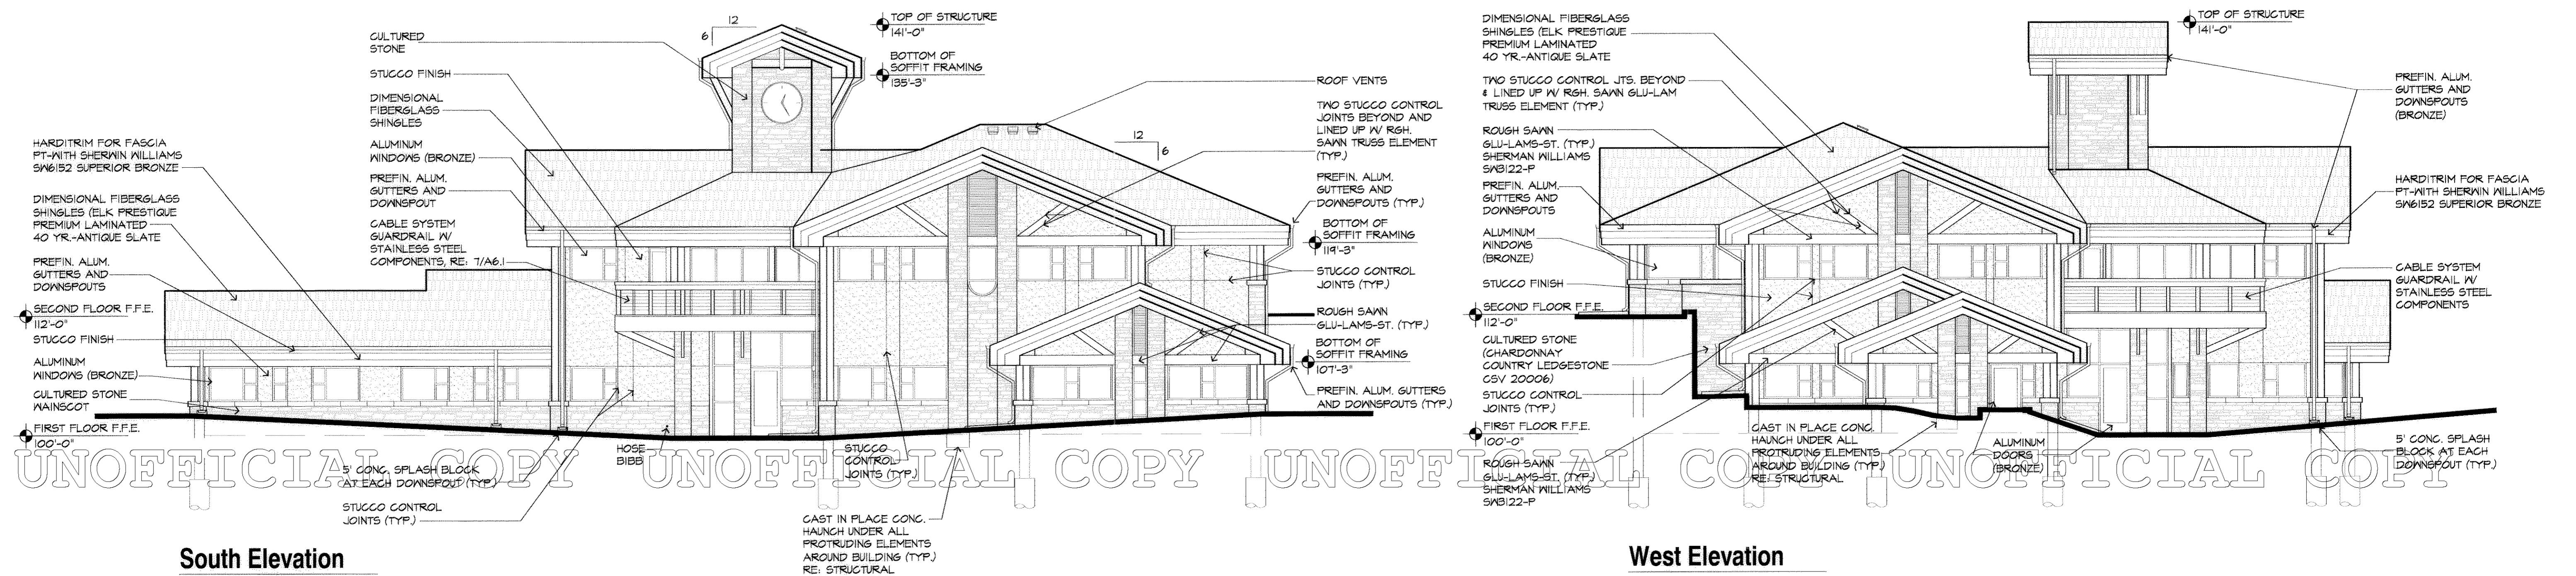 CULTURED
STONE
STUCCO FINISH
DIMENSIONAL
FIBERGLASS
SHINGLES
HARDITRIM FOR FASCIA
PT-WITH SHERWIN WILLIAMS
SW6152 SUPERIOR BRONZE
ALUMINUM
WINDOWS (BRONZE)
PREFIN. ALUM.
GUTTERS AND
DOWNSPOUT
DIMENSIONAL FIBERGLASS
SHINGLES (ELK PRESTIQUE
PREMIUM LAMINATED
40 YR.-ANTIQUE SLATE
CABLE SYSTEM
GUARDRAIL W/
STAINLESS STEEL
COMPONENTS, RE: 7/A6.1
PREFIN. ALUM.
GUTTERS AND
DOWNSPOUTS
SECOND FLOOR F.F.E.
112'-0"
STUCCO FINISH
ALUMINUM
WINDOWS (BRONZE)
CULTURED STONE
WAINSCOT
FIRST FLOOR F.F.E.
100'-0"
12
6
TOP OF STRUCTURE
141'-0"
BOTTOM OF
SOFFIT FRAMING
135'-3"
ROOF VENTS
TWO STUCCO CONTROL
JOINTS BEYOND AND
LINED UP W/ RGH.
SAWN TRUSS ELEMENT
(TYP.)
12
6
PREFIN. ALUM.
GUTTERS AND
DOWNSPOUTS (TYP.)
BOTTOM OF
SOFFIT FRAMING
119'-3"
STUCCO CONTROL
JOINTS (TYP.)
ROUGH SAWN
GLU-LAMS-ST. (TYP.)
BOTTOM OF
SOFFIT FRAMING
107'-3"
PREFIN. ALUM. GUTTERS
AND DOWNSPOUTS (TYP.)
HOSE
BIBB
STUCCO
CONTROL
JOINTS (TYP.)
5' CONC. SPLASH BLOCK
AT EACH DOWNSPOUT (TYP.)
STUCCO CONTROL
JOINTS (TYP.)
CAST IN PLACE CONC.
HAUNCH UNDER ALL
PROTRUDING ELEMENTS
AROUND BUILDING (TYP.)
RE: STRUCTURAL
South Elevation
DIMENSIONAL FIBERGLASS
SHINGLES (ELK PRESTIQUE
PREMIUM LAMINATED
40 YR.-ANTIQUE SLATE
TWO STUCCO CONTROL JTS. BEYOND
& LINED UP W/ RGH. SAWN GLU-LAM
TRUSS ELEMENT (TYP.)
ROUGH SAWN
GLU-LAMS-ST. (TYP.)
SHERMAN WILLIAMS
SW3122-P
PREFIN. ALUM.
GUTTERS AND
DOWNSPOUTS
ALUMINUM
WINDOWS
(BRONZE)
STUCCO FINISH
SECOND FLOOR F.F.E.
112'-0"
CULTURED STONE
(CHARDONNAY
COUNTRY LEDGESTONE
CSV 20006)
STUCCO CONTROL
JOINTS (TYP.)
FIRST FLOOR F.F.E.
100'-0"
ROUGH SAWN
GLU-LAMS-ST. (TYP.)
SHERMAN WILLIAMS
SW3122-P
TOP OF STRUCTURE
141'-0"
PREFIN. ALUM.
GUTTERS AND
DOWNSPOUTS
(BRONZE)
HARDITRIM FOR FASCIA
PT-WITH SHERWIN WILLIAMS
SW6152 SUPERIOR BRONZE
CABLE SYSTEM
GUARDRAIL W/
STAINLESS STEEL
COMPONENTS
CAST IN PLACE CONC.
HAUNCH UNDER ALL
PROTRUDING ELEMENTS
AROUND BUILDING (TYP.)
RE: STRUCTURAL
ALUMINUM
DOORS
(BRONZE)
5' CONC. SPLASH
BLOCK AT EACH
DOWNSPOUT (TYP.)
West Elevation
UNOFFICIAL COPY UNOFFICIAL COPY UNOFFICIAL COPY UNOFFICIAL COPY